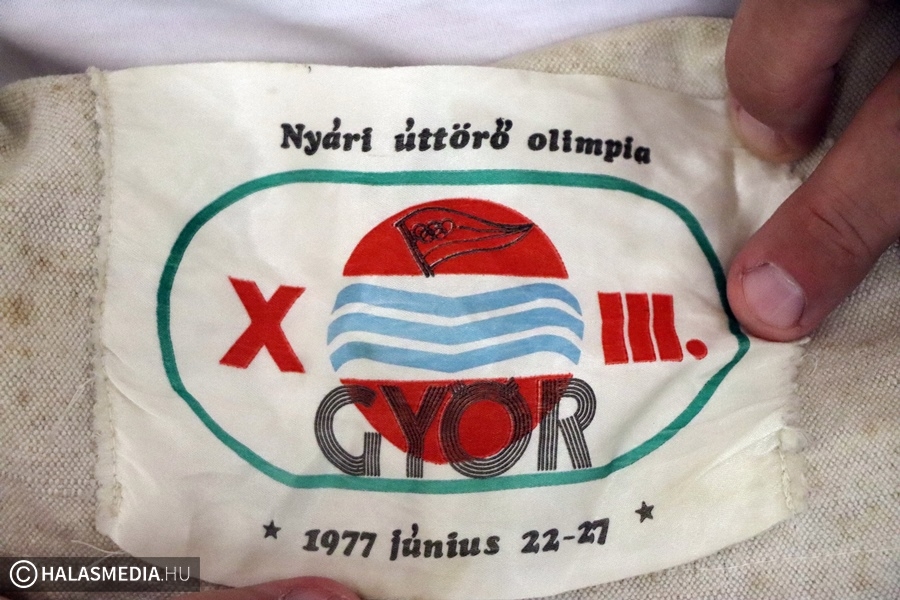 Nyári úttörő olimpia
X III.
GYŐR
★ 1977 június 22-27 ★
© HALASMEDIA.HU